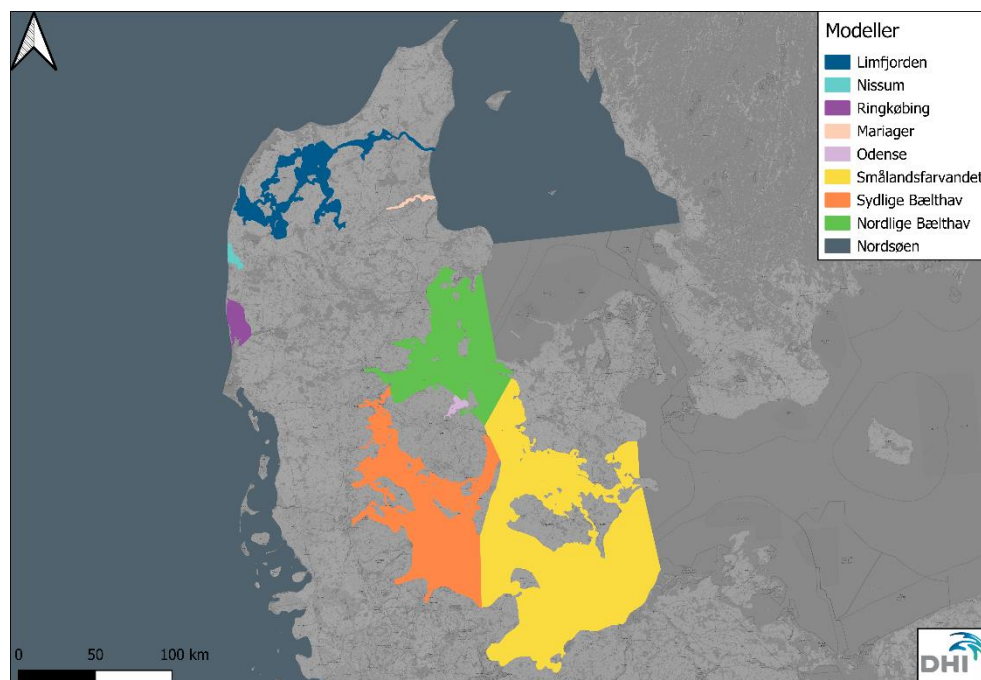 Modeller
Limfjorden
Nissum
Ringkøbing
Mariager
Odense
Smålandsfarvandet
Sydlige Bælthav
Nordlige Bælthav
Nordsøen
0 50 100 km
DHI